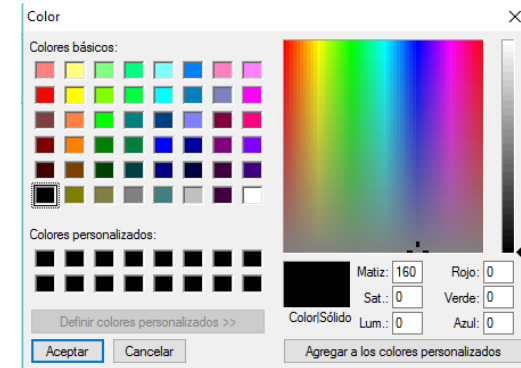 Color
Colores básicos:
Colores personalizados:
Definir colores personalizados >>
Aceptar Cancelar
Color|Sólido
Matiz: 160 Rojo: 0
Sat.: 0 Verde: 0
Lum.: 0 Azul: 0
Agregar a los colores personalizados